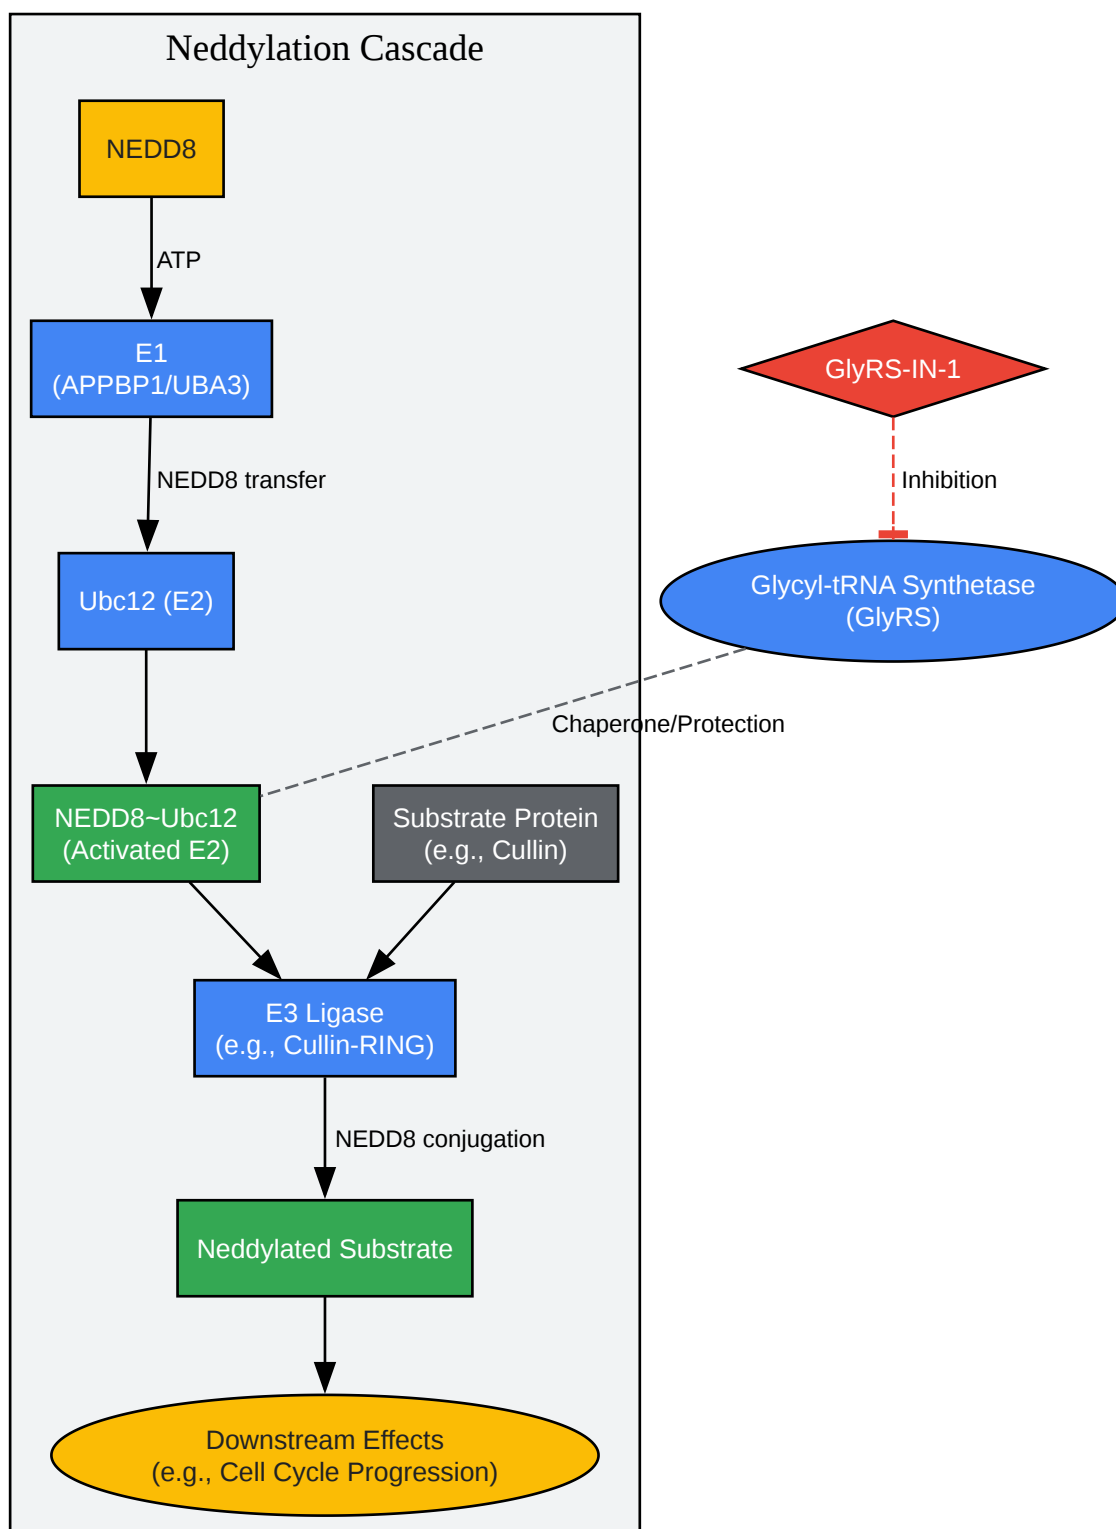 Neddylation Cascade
NEDD8
ATP
E1
(APPBP1/UBA3)
GlyRS-IN-1
NEDD8 transfer
Inhibition
Ubc12 (E2)
Glycyl-tRNA Synthetase
(GlyRS)
Chaperone/Protection
NEDD8~Ubc12
(Activated E2)
Substrate Protein
(e.g., Cullin)
E3 Ligase
(e.g., Cullin-RING)
NEDD8 conjugation
Neddylated Substrate
Downstream Effects
(e.g., Cell Cycle Progression)